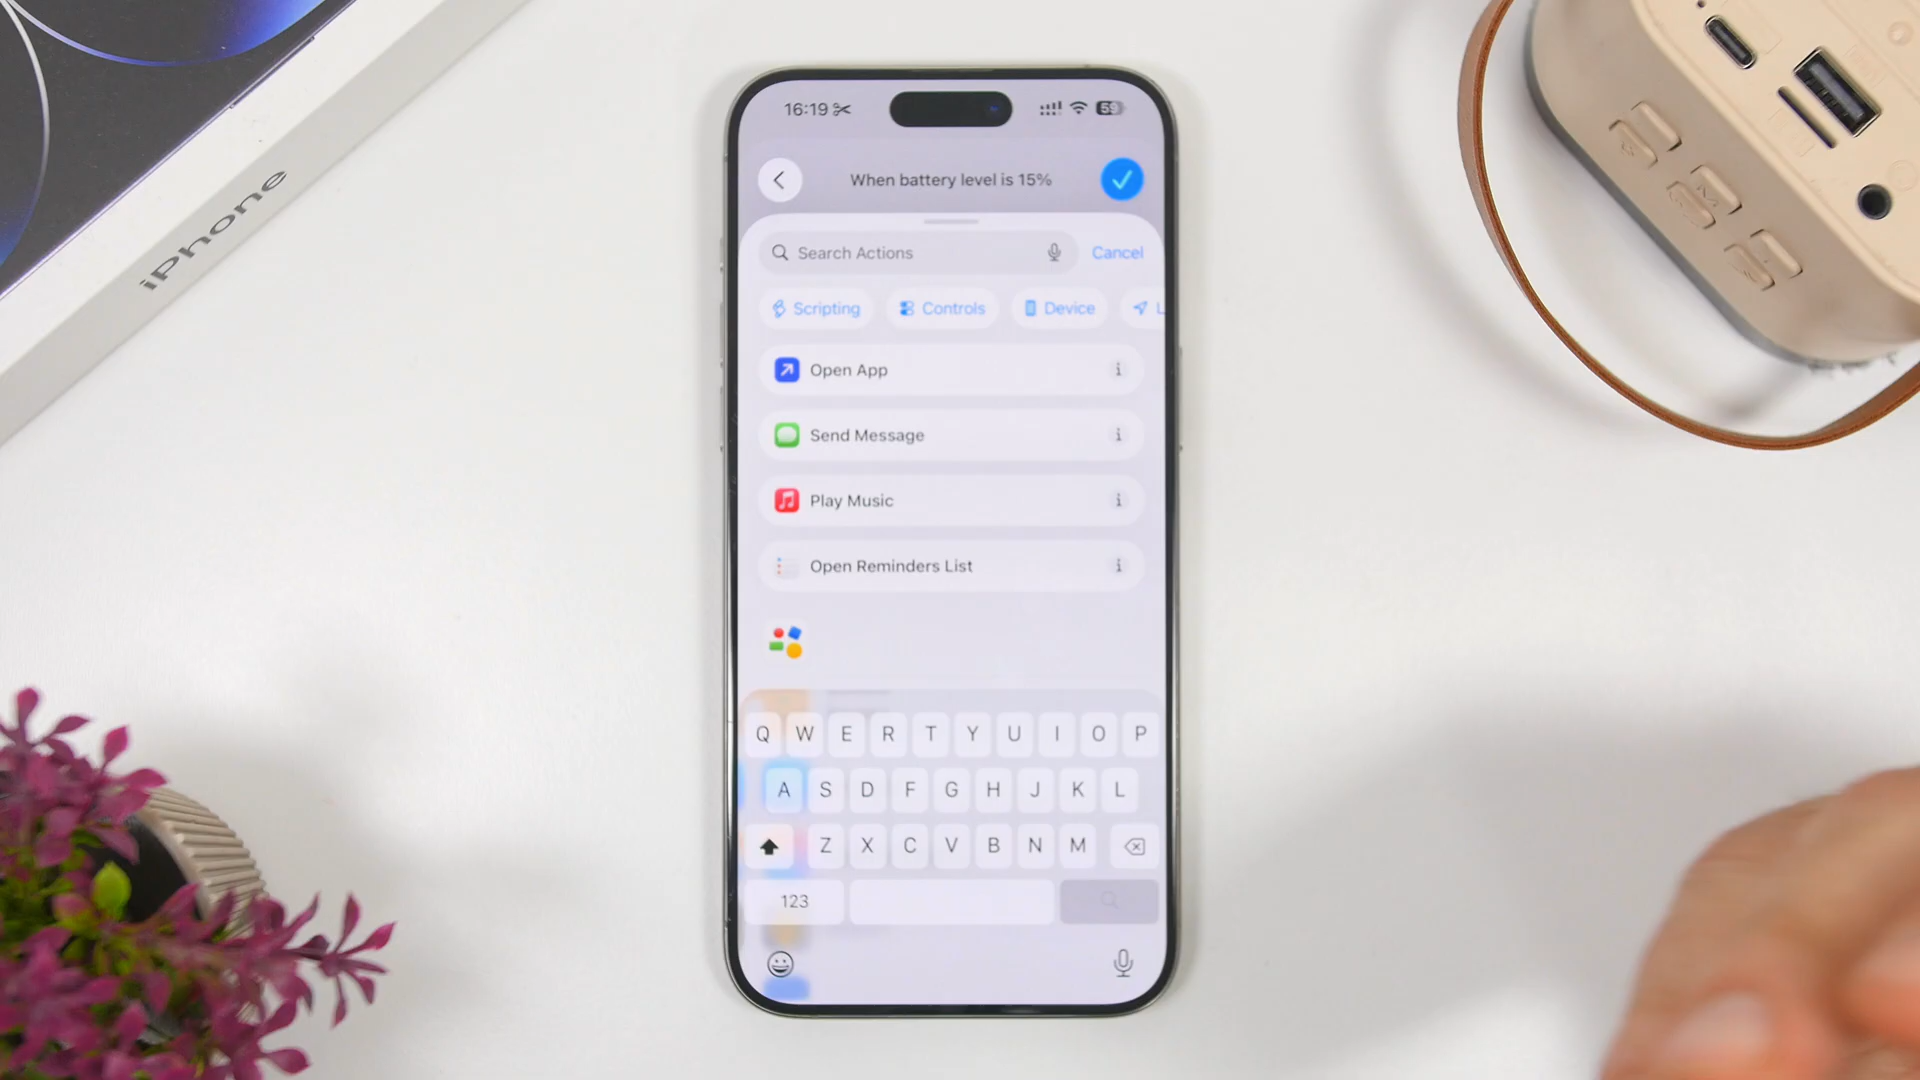 iPhone
16:19
59
When battery level is 15%
Search Actions
Cancel
Scripting
Controls
Device
L
Open App
i
Send Message
i
Play Music
i
Open Reminders List
i
Q W E R T Y U I O P
A S D F G H J K L
Z X C V B N M
123